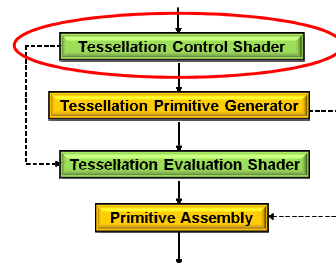 Tessellation Control Shader
Tessellation Primitive Generator
Tessellation Evaluation Shader
Primitive Assembly